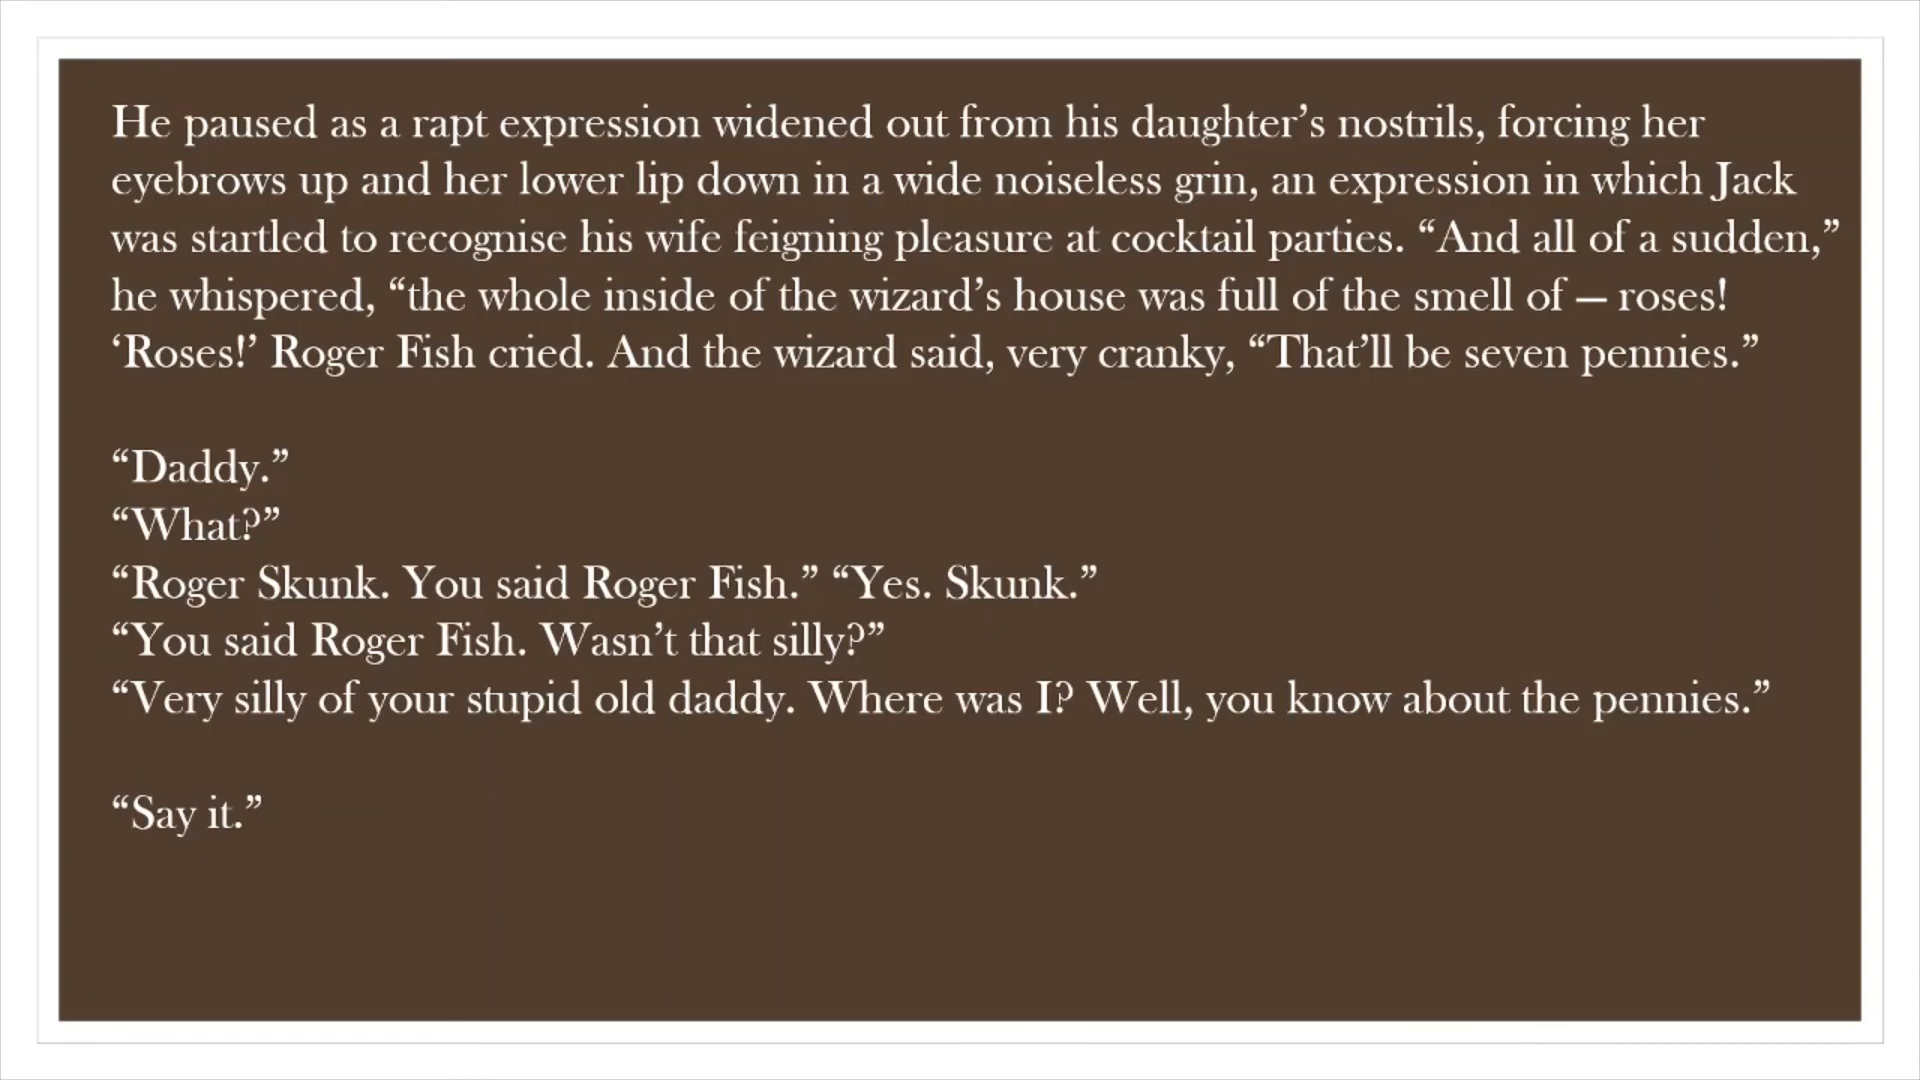 He paused as a rapt expression widened out from his daughter’s nostrils, forcing her
eyebrows up and her lower lip down in a wide noiseless grin, an expression in which Jack
was startled to recognise his wife feigning pleasure at cocktail parties. “And all of a sudden,”
he whispered, “the whole inside of the wizard’s house was full of the smell of — roses!
‘Roses!’ Roger Fish cried. And the wizard said, very cranky, “That’ll be seven pennies.”
“Daddy.”
“What?”
“Roger Skunk. You said Roger Fish.” “Yes. Skunk.”
“You said Roger Fish. Wasn’t that silly?”
“Very silly of your stupid old daddy. Where was I? Well, you know about the pennies.”
“Say it.”